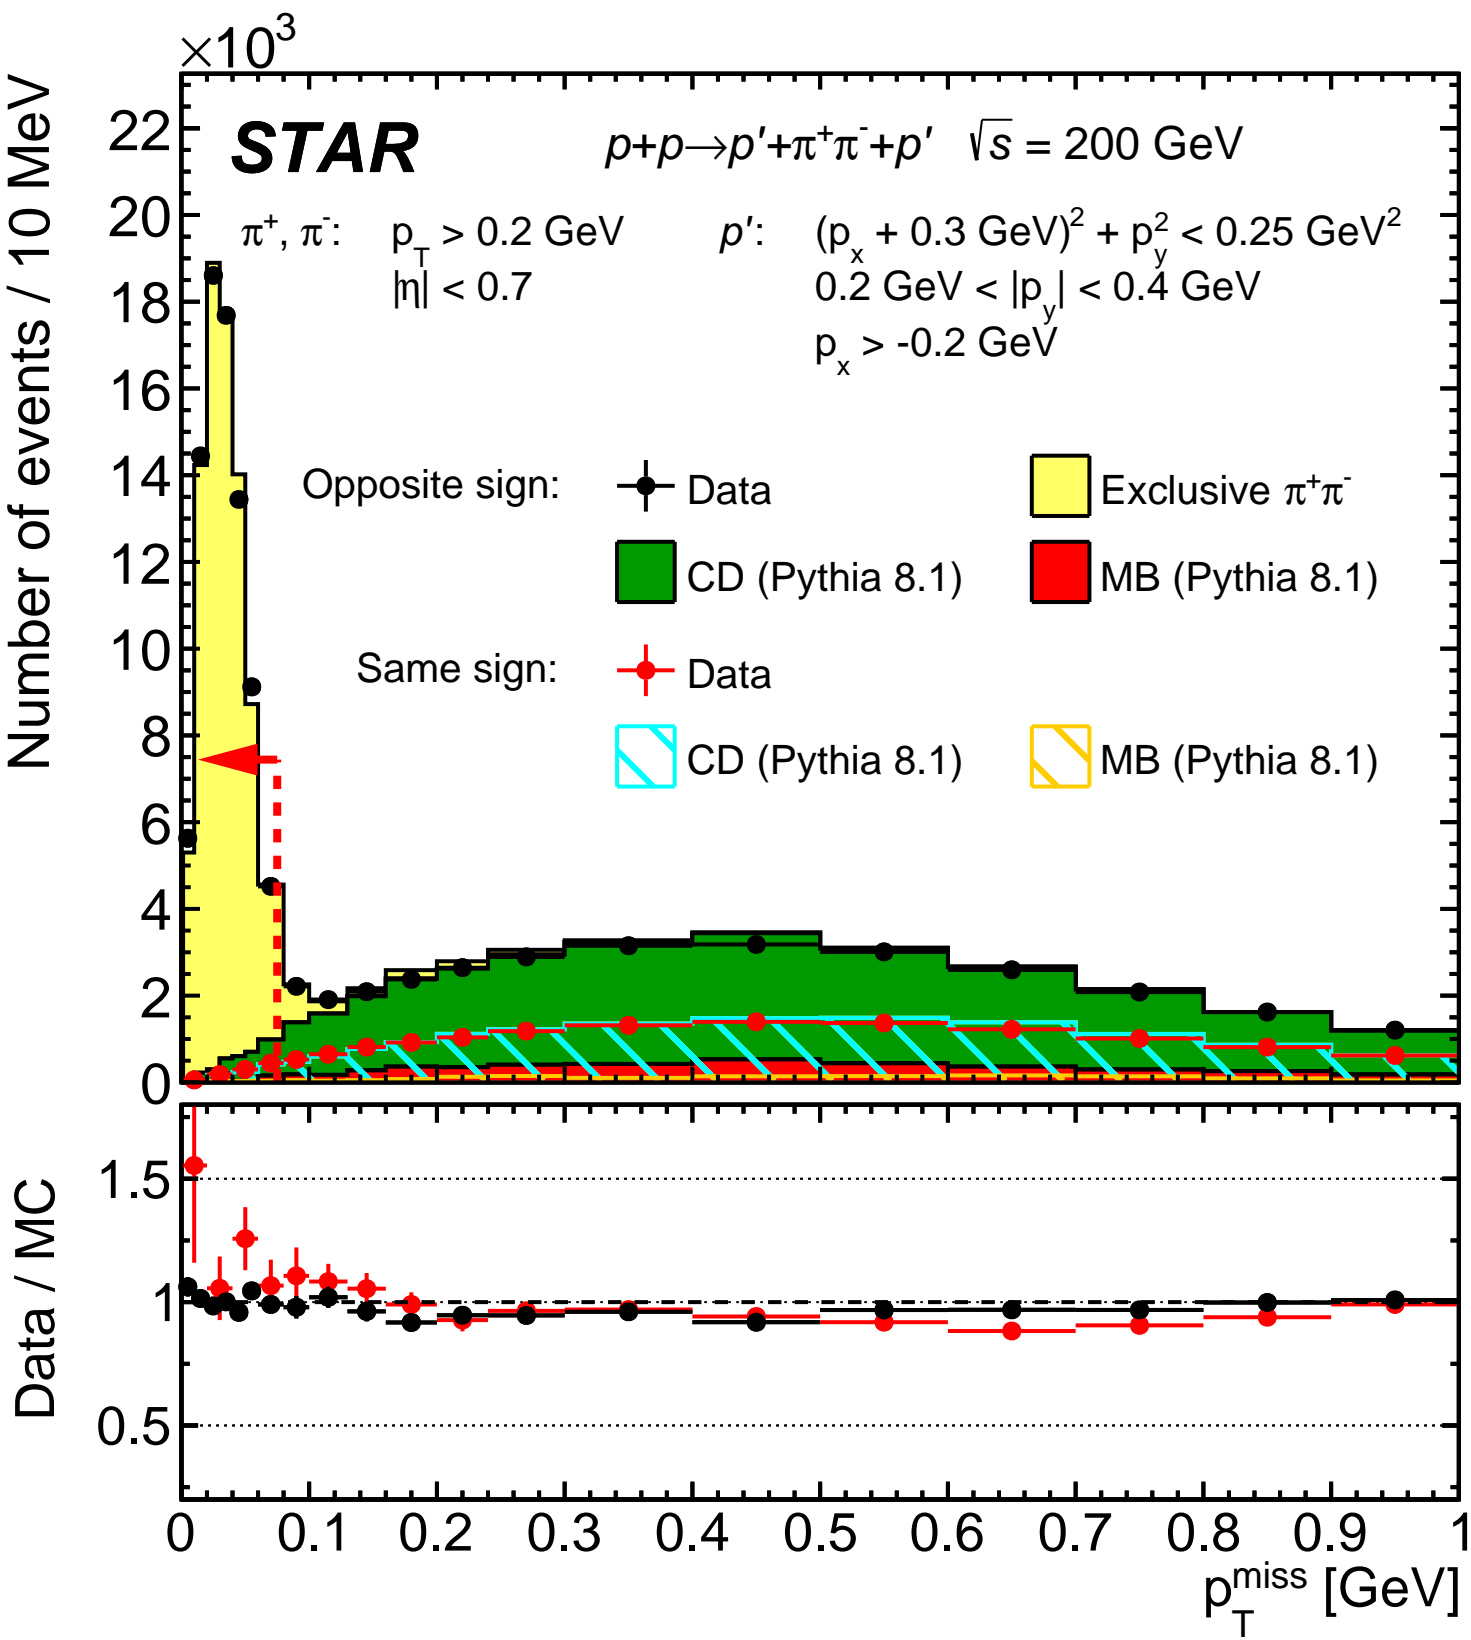 ×10³
Number of events / 10 MeV
22
20
18
16
14
12
10
8
6
4
2
0
STAR
p+p→p′+π⁺π⁻+p′ √s = 200 GeV
π⁺, π⁻: p_T > 0.2 GeV p′: (p_x + 0.3 GeV)² + p_y² < 0.25 GeV²
|η| < 0.7 0.2 GeV < |p_y| < 0.4 GeV
p_x > -0.2 GeV
Opposite sign: Data Exclusive π⁺π⁻
CD (Pythia 8.1) MB (Pythia 8.1)
Same sign: Data
CD (Pythia 8.1) MB (Pythia 8.1)
Data / MC
1.5
1
0.5
0 0.1 0.2 0.3 0.4 0.5 0.6 0.7 0.8 0.9 1
p_T^miss [GeV]